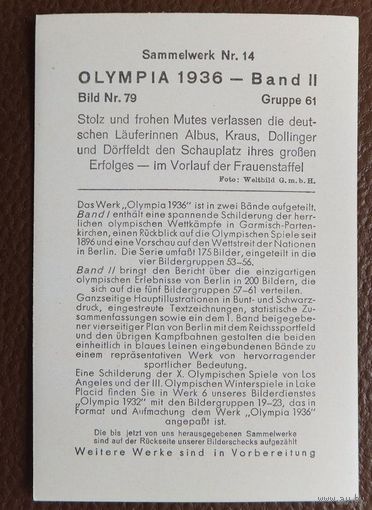 Sammelwerk Nr. 14
OLYMPIA 1936 — Band II
Bild Nr. 79 Gruppe 61
Stolz und frohen Mutes verlassen die deut-
schen Läuferinnen Albus, Kraus, Dollinger
und Dörffeldt den Schauplatz ihres großen
Erfolges — im Vorlauf der Frauenstaffel
Foto: Weltbild G.m.b.H.
Das Werk „Olympia 1936" ist in zwei Bände aufgeteilt.
Band I enthält eine spannende Schilderung der herr-
lichen olympischen Wettkämpfe in Garmisch-Parten-
kirchen, einen Rückblick auf die Olympischen Spiele seit
1896 und eine Vorschau auf den Wettstreit der Nationen
in Berlin. Die Serie umfaßt 175 Bilder, eingeteilt in die
vier Bildergruppen 53–56.
Band II bringt den Bericht über die einzigartigen
olympischen Erlebnisse von Berlin in 200 Bildern, die
sich auf die fünf Bildergruppen 57–61 verteilen.
Ganzseitige Hauptillustrationen in Bunt- und Schwarz-
druck, eingestreute Textzeichnungen, statistische Zu-
sammenfassungen sowie ein dem 1. Band beigegebe-
ner vierseitiger Plan von Berlin mit dem Reichssportfeld
und den übrigen Kampfbahnen gestalten die beiden
einheitlich in blaues Leinen eingebundenen Bände zu
einem repräsentativen Werk von hervorragender
sportlicher Bedeutung.
Eine Schilderung der X. Olympischen Spiele von Los
Angeles und der III. Olympischen Winterspiele in Lake
Placid finden Sie in Werk 6 unseres Bilderdienstes
„Olympia 1932" mit den Bildergruppen 19–23, das in
Format und Aufmachung dem Werk „Olympia 1936"
angepaßt ist.
Die bis jetzt von uns herausgegebenen Sammelwerke
sind auf der Rückseite unserer Bilderschecks aufgezählt
Weitere Werke sind in Vorbereitung